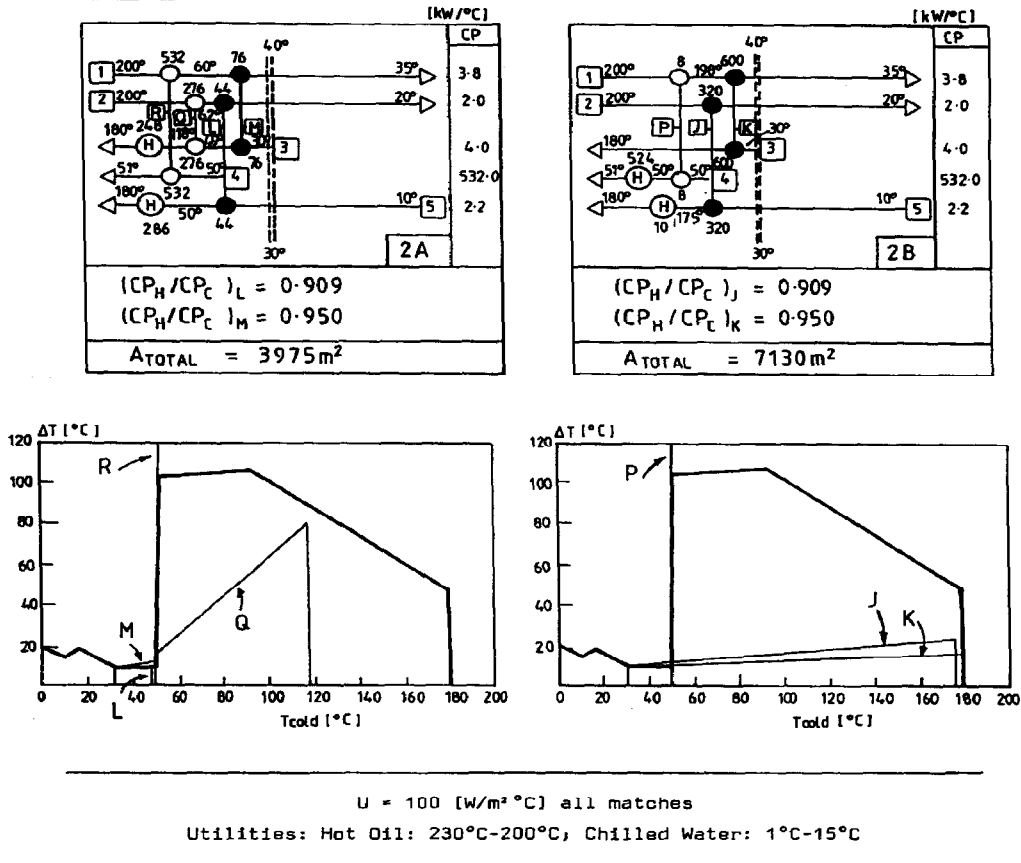 [kW/°C]
CP
532 60° 76 40°
1 200° 35° 3·8
276 44
2 200° 20° 2·0
R Q 62° L M
180° 248 118° 30° 3 4·0
H
276 76
51° 50° 4 532·0
532
180° H 50° 10° 5 2·2
286 44
30° 2A
(CP_H/CP_C)_L = 0·909
(CP_H/CP_C)_M = 0·950
A_TOTAL = 3975m²
[kW/°C]
CP
8 198° 600 40°
1 200° 35° 3·8
320
2 200° 20° 2·0
P J K 30°
180° 3 4·0
524 600
51° H 50° 50° 4 532·0
8
180° H 10° 5 2·2
10 175° 320
30° 2B
(CP_H/CP_C)_J = 0·909
(CP_H/CP_C)_K = 0·950
A_TOTAL = 7130m²
ΔT [°C]
120
100
80
60
40
20
R
Q
M
L
0 20 40 60 80 100 120 140 160 180 200
Tcold [°C]
ΔT [°C]
120
100
80
60
40
20
P
J
K
0 20 40 60 80 100 120 140 160 180 200
Tcold [°C]
U = 100 [W/m²°C] all matches
Utilities: Hot Oil: 230°C-200°C; Chilled Water: 1°C-15°C